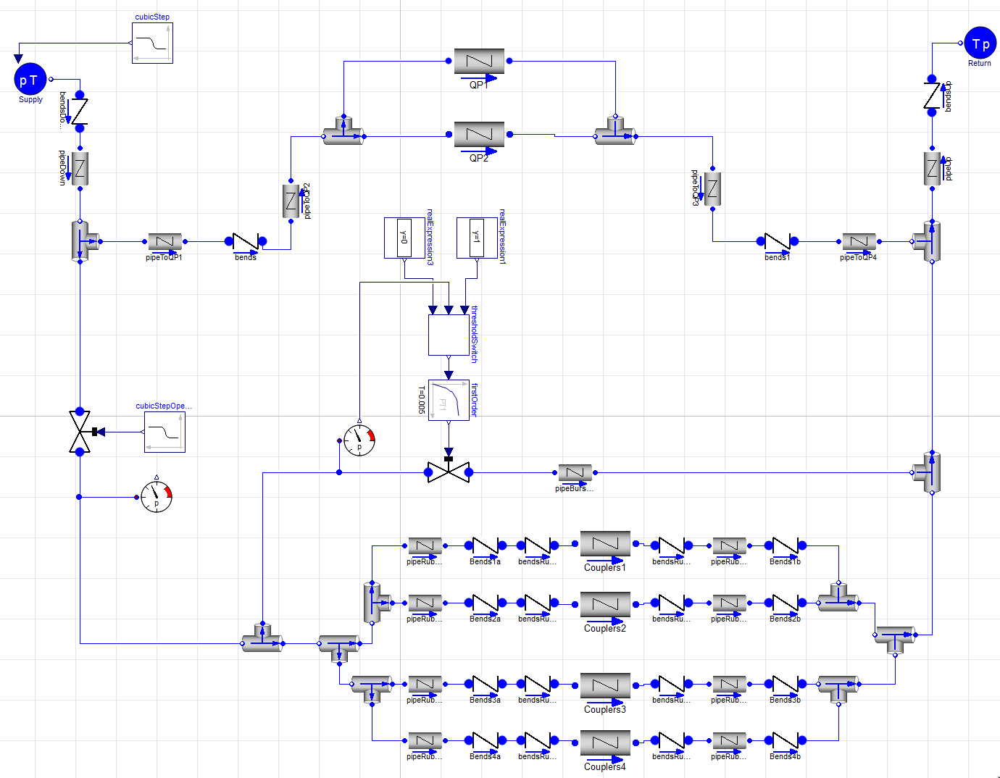 cubicStep
pT
Supply
Tp
Return
QP1
bendsDo...
bendsUp
QP2
pipeDown
pipeUp
pipeToQP2
pipeToQP3
realExpression3
y=0
realExpression1
y=1
pipeToQP1
bends
bends1
pipeToQP4
thresholdSwitch
firstOrder
T=0.005
PT1
cubicStepOpe...
p
p
pipeBurs...
pipeRub...
Bends1a
bendsRu...
Couplers1
bendsRu...
pipeRub...
Bends1b
pipeRub...
Bends2a
bendsRu...
Couplers2
bendsRu...
pipeRub...
Bends2b
pipeRub...
Bends3a
bendsRu...
Couplers3
bendsRu...
pipeRub...
Bends3b
pipeRub...
Bends4a
bendsRu...
Couplers4
bendsRu...
pipeRub...
Bends4b